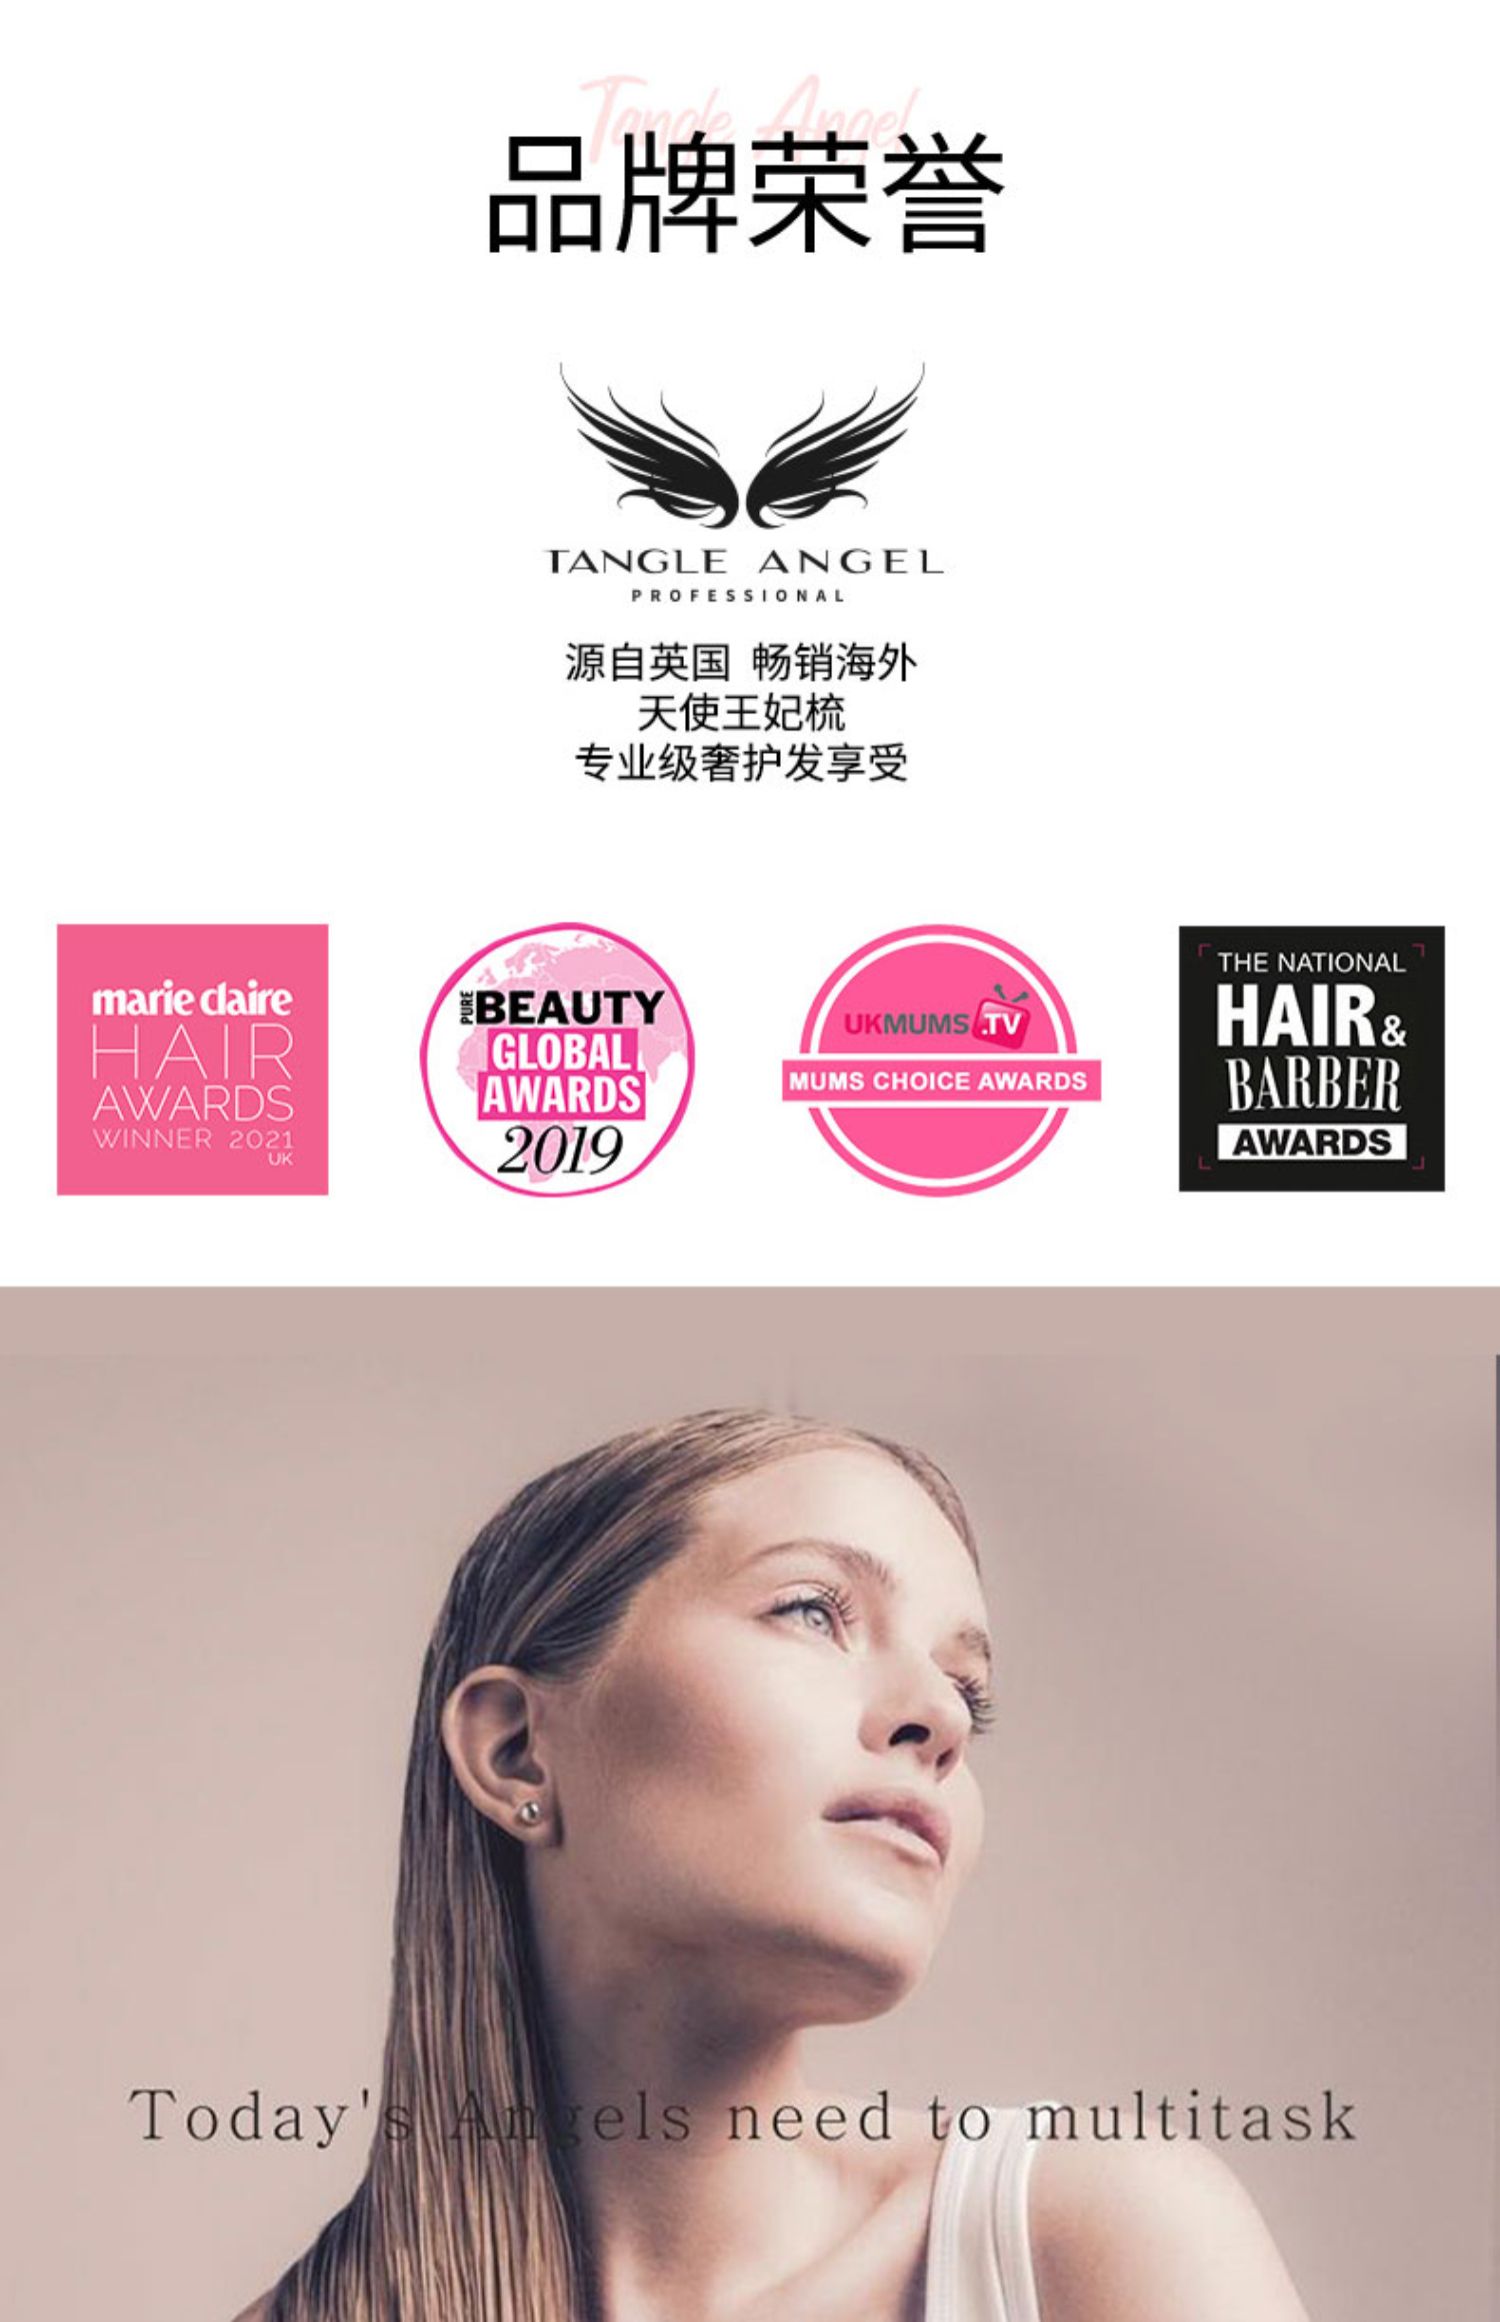 Tangle Angel
品牌荣誉
TANGLE ANGEL
PROFESSIONAL
源自英国 畅销海外
天使王妃梳
专业级奢护发享受
marie claire
HAIR
AWARDS
WINNER 2021
UK
PURE
BEAUTY
GLOBAL
AWARDS
2019
UKMUMS.TV
MUMS CHOICE AWARDS
THE NATIONAL
HAIR &
BARBER
AWARDS
Today's Angels need to multitask